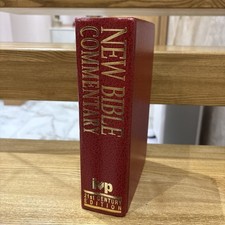 NEW BIBLE
COMMENTARY
ivp
21st CENTURY
EDITION